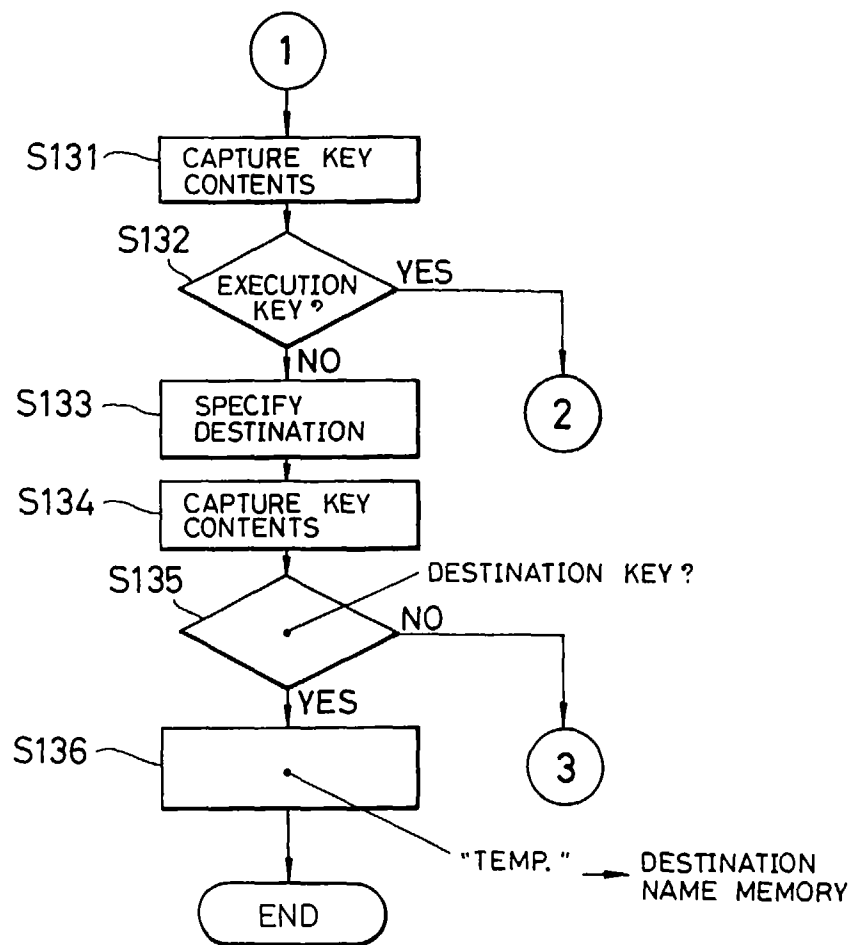 1
S131
CAPTURE KEY
CONTENTS
S132
EXECUTION
KEY?
YES
NO
2
S133
SPECIFY
DESTINATION
S134
CAPTURE KEY
CONTENTS
S135
DESTINATION KEY?
NO
YES
3
S136
"TEMP." → DESTINATION
NAME MEMORY
END